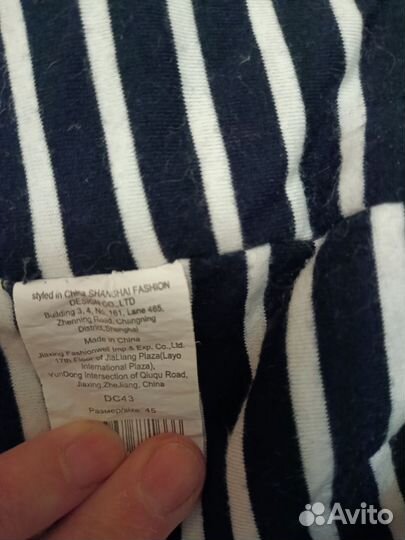 styled in China SHANGHAI FASHION
DESIGN CO.,LTD
Building 3, 4, No.161, Lane 465,
Zhenning Road, Changning
District, Shanghai
Made in China
Jiaxing Fashionwell Imp.& Exp. Co., Ltd.
17th Floor of JiaLiang Plaza(Layo
International Plaza),
YunDong Intersection of Qiuqu Road,
Jiaxing, ZheJiang, China
DC43
Размер/size 45
Avito